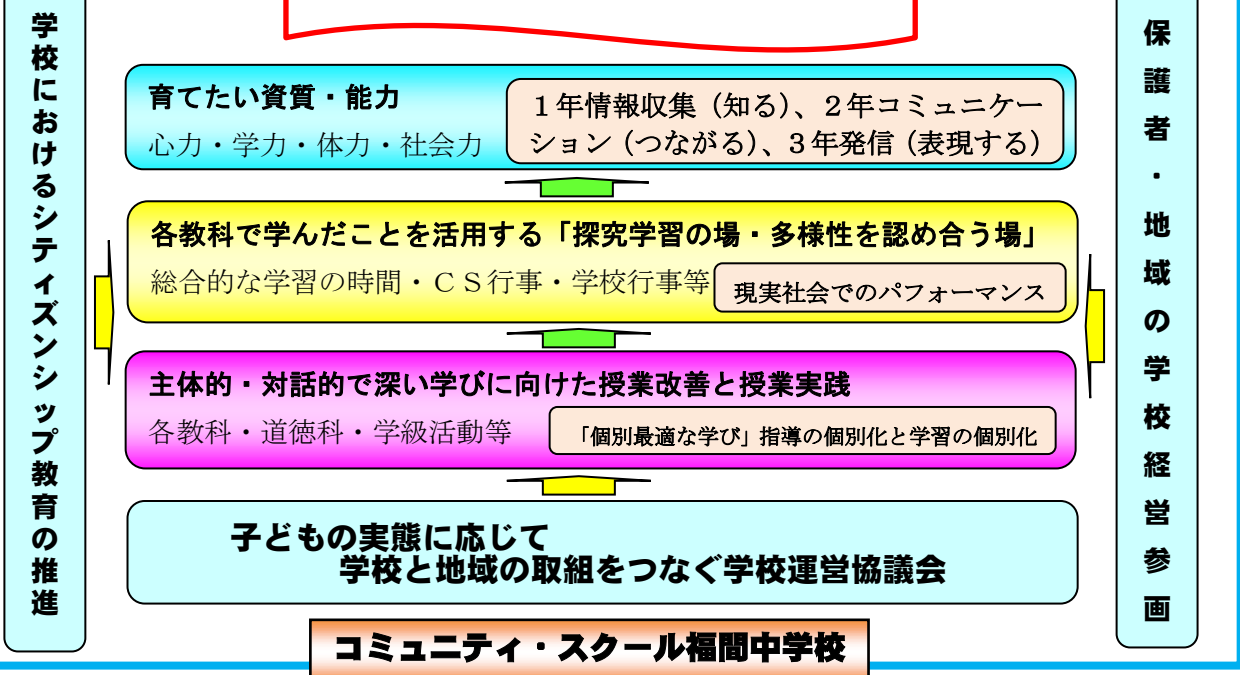 学校におけるシティズンシップ教育の推進
育てたい資質・能力
心力・学力・体力・社会力
１年情報収集（知る）、２年コミュニケー
ション（つながる）、３年発信（表現する）
各教科で学んだことを活用する「探究学習の場・多様性を認め合う場」
総合的な学習の時間・ＣＳ行事・学校行事等
現実社会でのパフォーマンス
主体的・対話的で深い学びに向けた授業改善と授業実践
各教科・道徳科・学級活動等
「個別最適な学び」指導の個別化と学習の個別化
子どもの実態に応じて
学校と地域の取組をつなぐ学校運営協議会
コミュニティ・スクール福間中学校
保護者・地域の学校経営参画